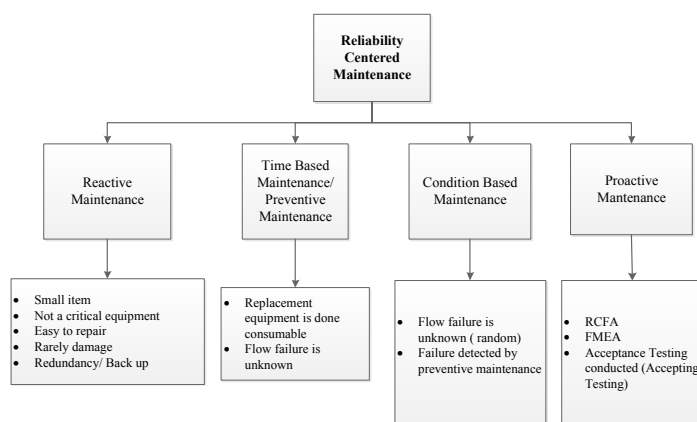 Reliability
Centered
Maintenance
Reactive
Maintenance
Time Based
Maintenance/
Preventive
Maintenance
Condition Based
Maintenance
Proactive
Mantenance
• Small item
• Not a critical equipment
• Easy to repair
• Rarely damage
• Redundancy/ Back up
• Replacement
equipment is done
consumable
• Flow failure is
unknown
• Flow failure is
unknown ( random)
• Failure detected by
preventive maintenance
• RCFA
• FMEA
• Acceptance Testing
conducted (Accepting
Testing)